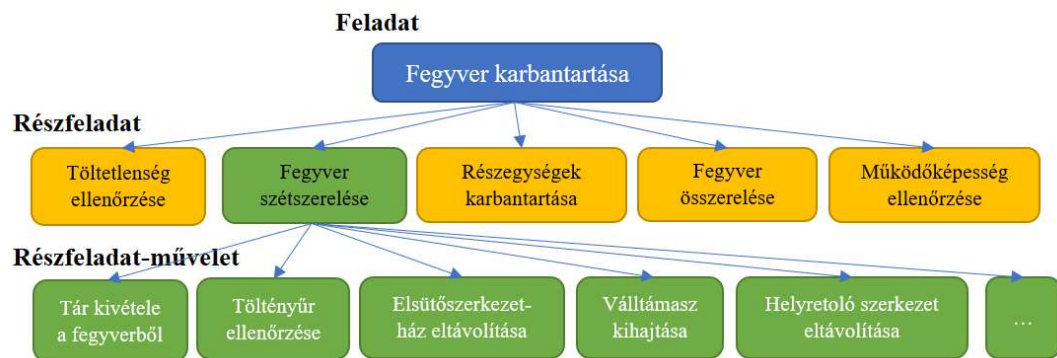 Feladat
Fegyver karbantartása
Részfeladat
Töltetlenség
ellenőrzése
Fegyver
szétszerelése
Részegységek
karbantartása
Fegyver
összerelése
Működőképesség
ellenőrzése
Részfeladat-művelet
Tár kivétele
a fegyverből
Töltényűr
ellenőrzése
Elsütőszerkezet-
ház eltávolítása
Válltámasz
kihajtása
Helyretoló szerkezet
eltávolítása
…